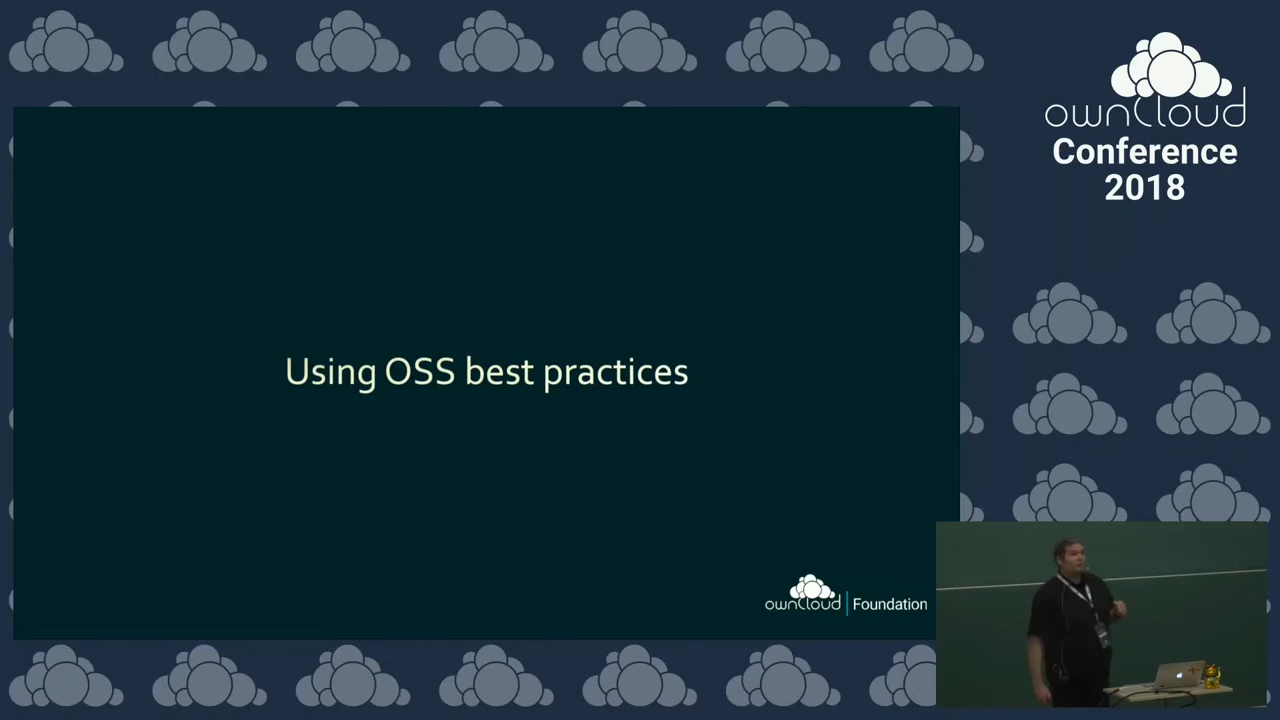 ownCloud
Conference
2018
Using OSS best practices
ownCloud | Foundation